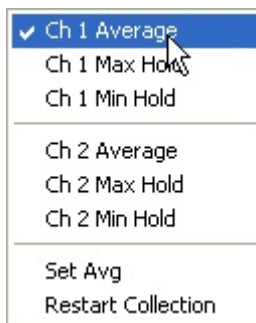 Ch 1 Average
Ch 1 Max Hold
Ch 1 Min Hold
Ch 2 Average
Ch 2 Max Hold
Ch 2 Min Hold
Set Avg
Restart Collection